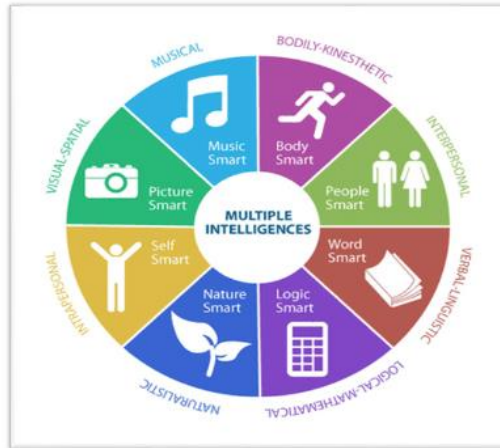 MUSICAL
BODILY-KINESTHETIC
INTERPERSONAL
VERBAL-LINGUISTIC
LOGICAL-MATHEMATICAL
NATURALISTIC
INTRAPERSONAL
VISUAL-SPATIAL
Music
Smart
Body
Smart
People
Smart
Word
Smart
Logic
Smart
Nature
Smart
Self
Smart
Picture
Smart
MULTIPLE
INTELLIGENCES